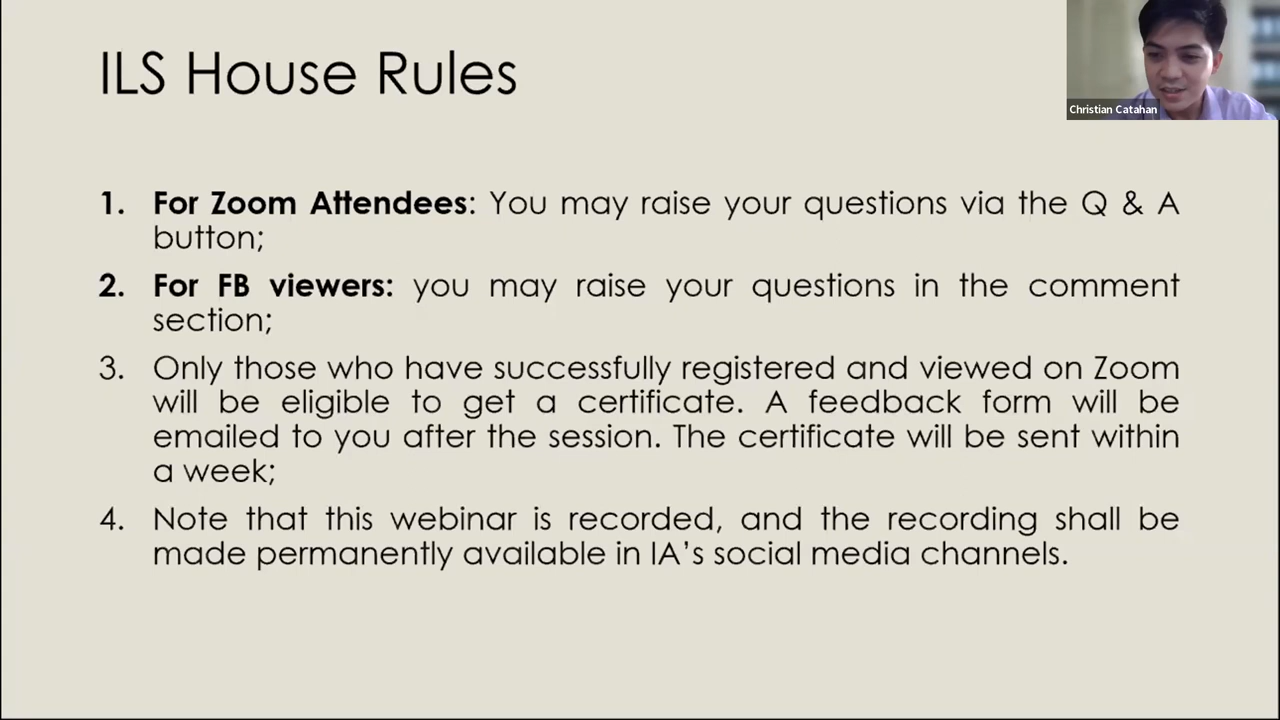 ILS House Rules
Christian Catahan
1. For Zoom Attendees: You may raise your questions via the Q & A
button;
2. For FB viewers: you may raise your questions in the comment
section;
3. Only those who have successfully registered and viewed on Zoom
will be eligible to get a certificate. A feedback form will be
emailed to you after the session. The certificate will be sent within
a week;
4. Note that this webinar is recorded, and the recording shall be
made permanently available in IA's social media channels.